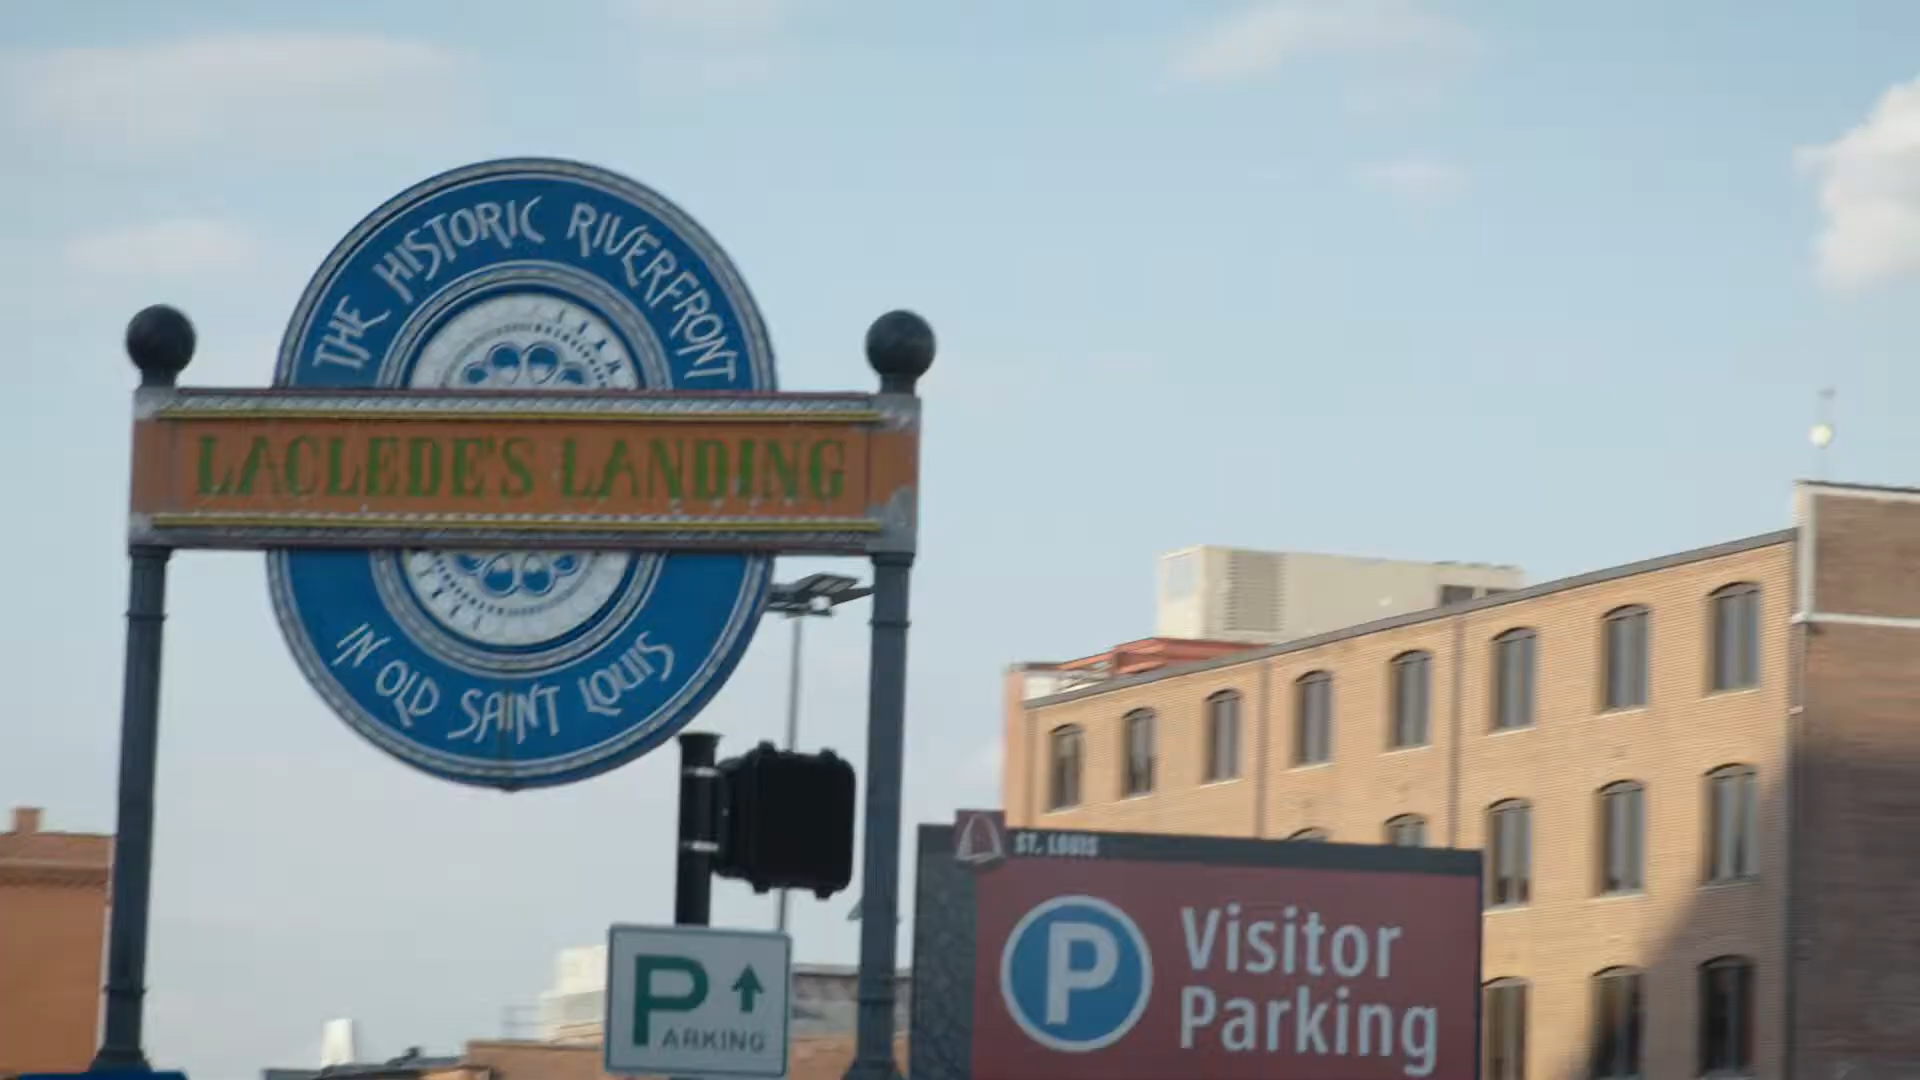 THE HISTORIC RIVERFRONT
LACLEDE'S LANDING
IN OLD SAINT LOUIS
PARKING
ST. LOUIS
P Visitor
Parking